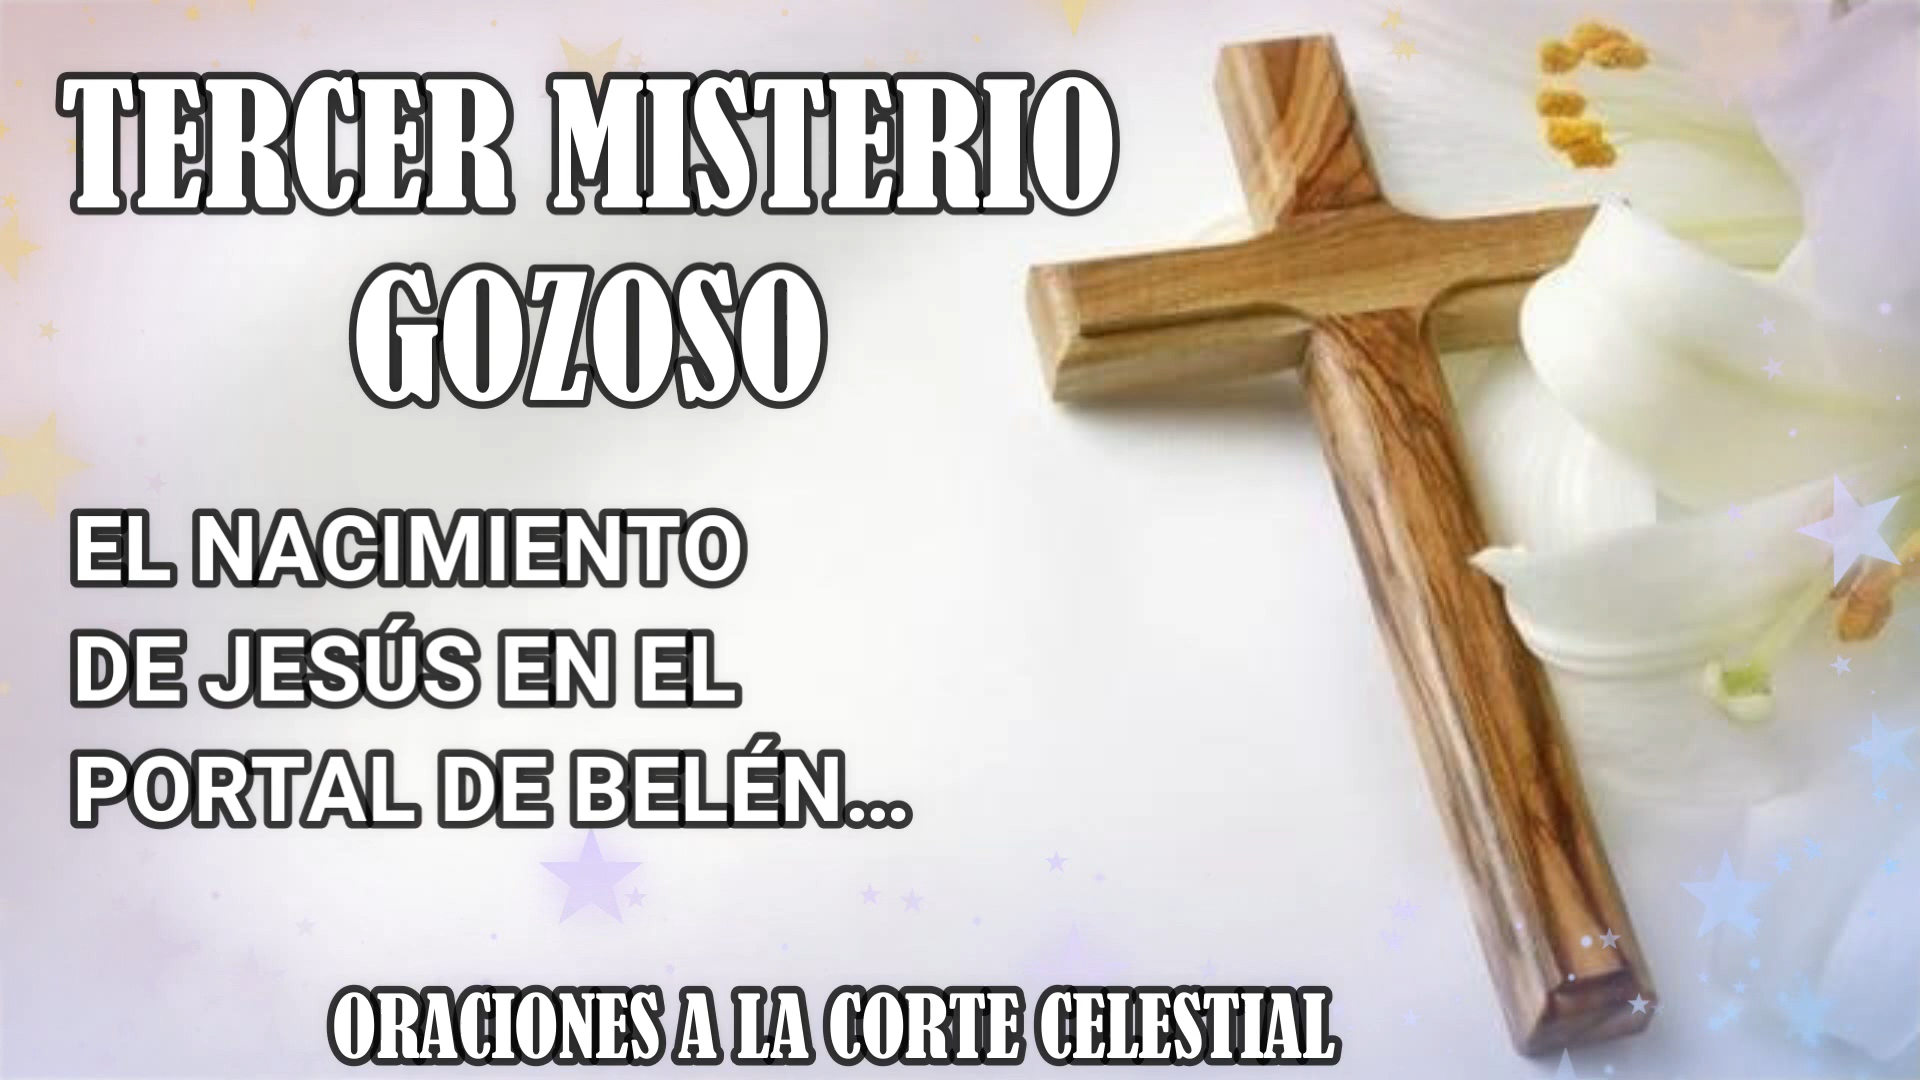 TERCER MISTERIO
GOZOSO
EL NACIMIENTO
DE JESÚS EN EL
PORTAL DE BELÉN...
ORACIONES A LA CORTE CELESTIAL